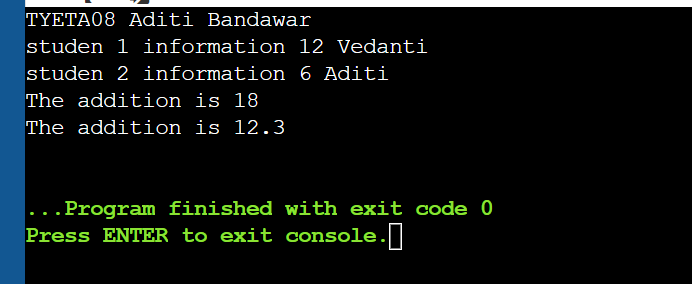 TYETA08 Aditi Bandawar
studen 1 information 12 Vedanti
studen 2 information 6 Aditi
The addition is 18
The addition is 12.3
...Program finished with exit code 0
Press ENTER to exit console.